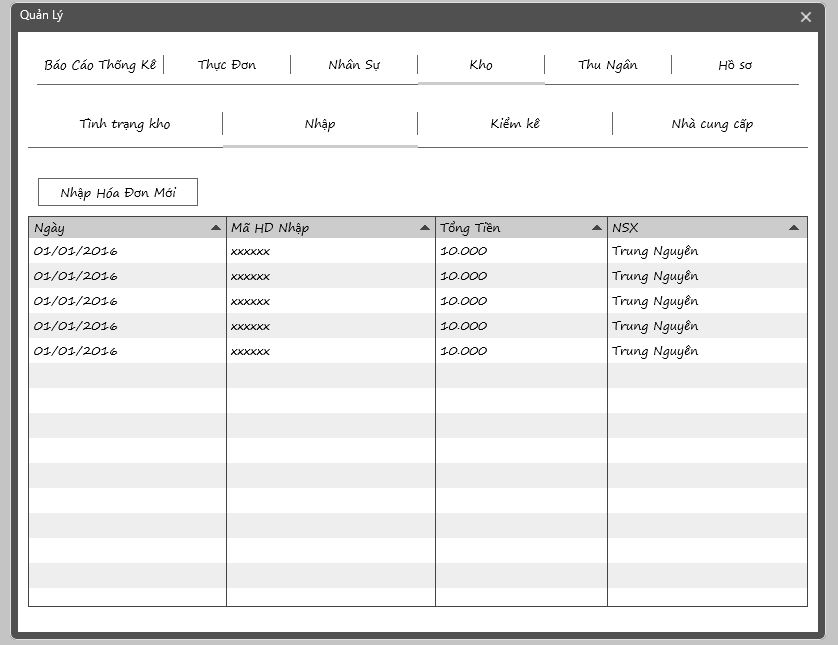 Quản Lý
Báo Cáo Thống Kê Thực Đơn Nhân Sự Kho Thu Ngân Hồ sơ
Tình trạng kho Nhập Kiểm kê Nhà cung cấp
Nhập Hóa Đơn Mới
Ngày Mã HD Nhập Tổng Tiền NSX
01/01/2016 xxxxxx 10.000 Trung Nguyên
01/01/2016 xxxxxx 10.000 Trung Nguyên
01/01/2016 xxxxxx 10.000 Trung Nguyên
01/01/2016 xxxxxx 10.000 Trung Nguyên
01/01/2016 xxxxxx 10.000 Trung Nguyên